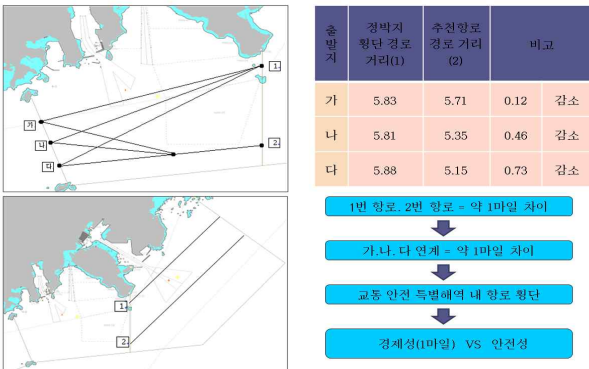 1.
가
나
2.
다
1.
2.
출발지
정박지 횡단 경로 거리(1)
추천항로 경로 거리 (2)
비고
가 5.83 5.71 0.12 감소
나 5.81 5.35 0.46 감소
다 5.88 5.15 0.73 감소
1번 항로. 2번 항로 = 약 1마일 차이
가.나.다 연계 = 약 1마일 차이
교통 안전 특별해역 내 항로 횡단
경제성(1마일) VS 안전성